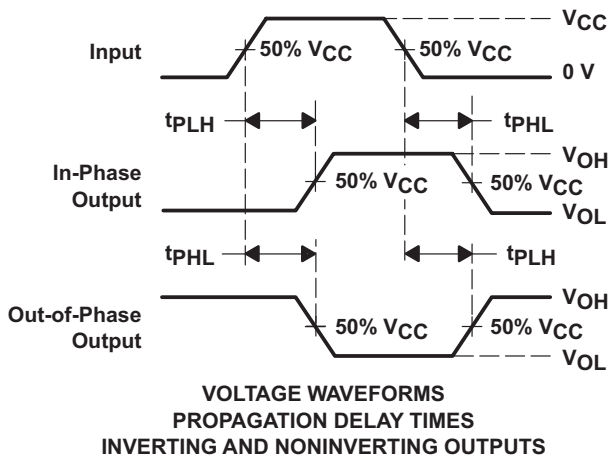 VCC
Input 50% VCC 50% VCC
0 V
tPLH tPHL
VOH
In-Phase
Output 50% VCC 50% VCC
VOL
tPHL tPLH
VOH
Out-of-Phase
Output 50% VCC 50% VCC
VOL
VOLTAGE WAVEFORMS
PROPAGATION DELAY TIMES
INVERTING AND NONINVERTING OUTPUTS